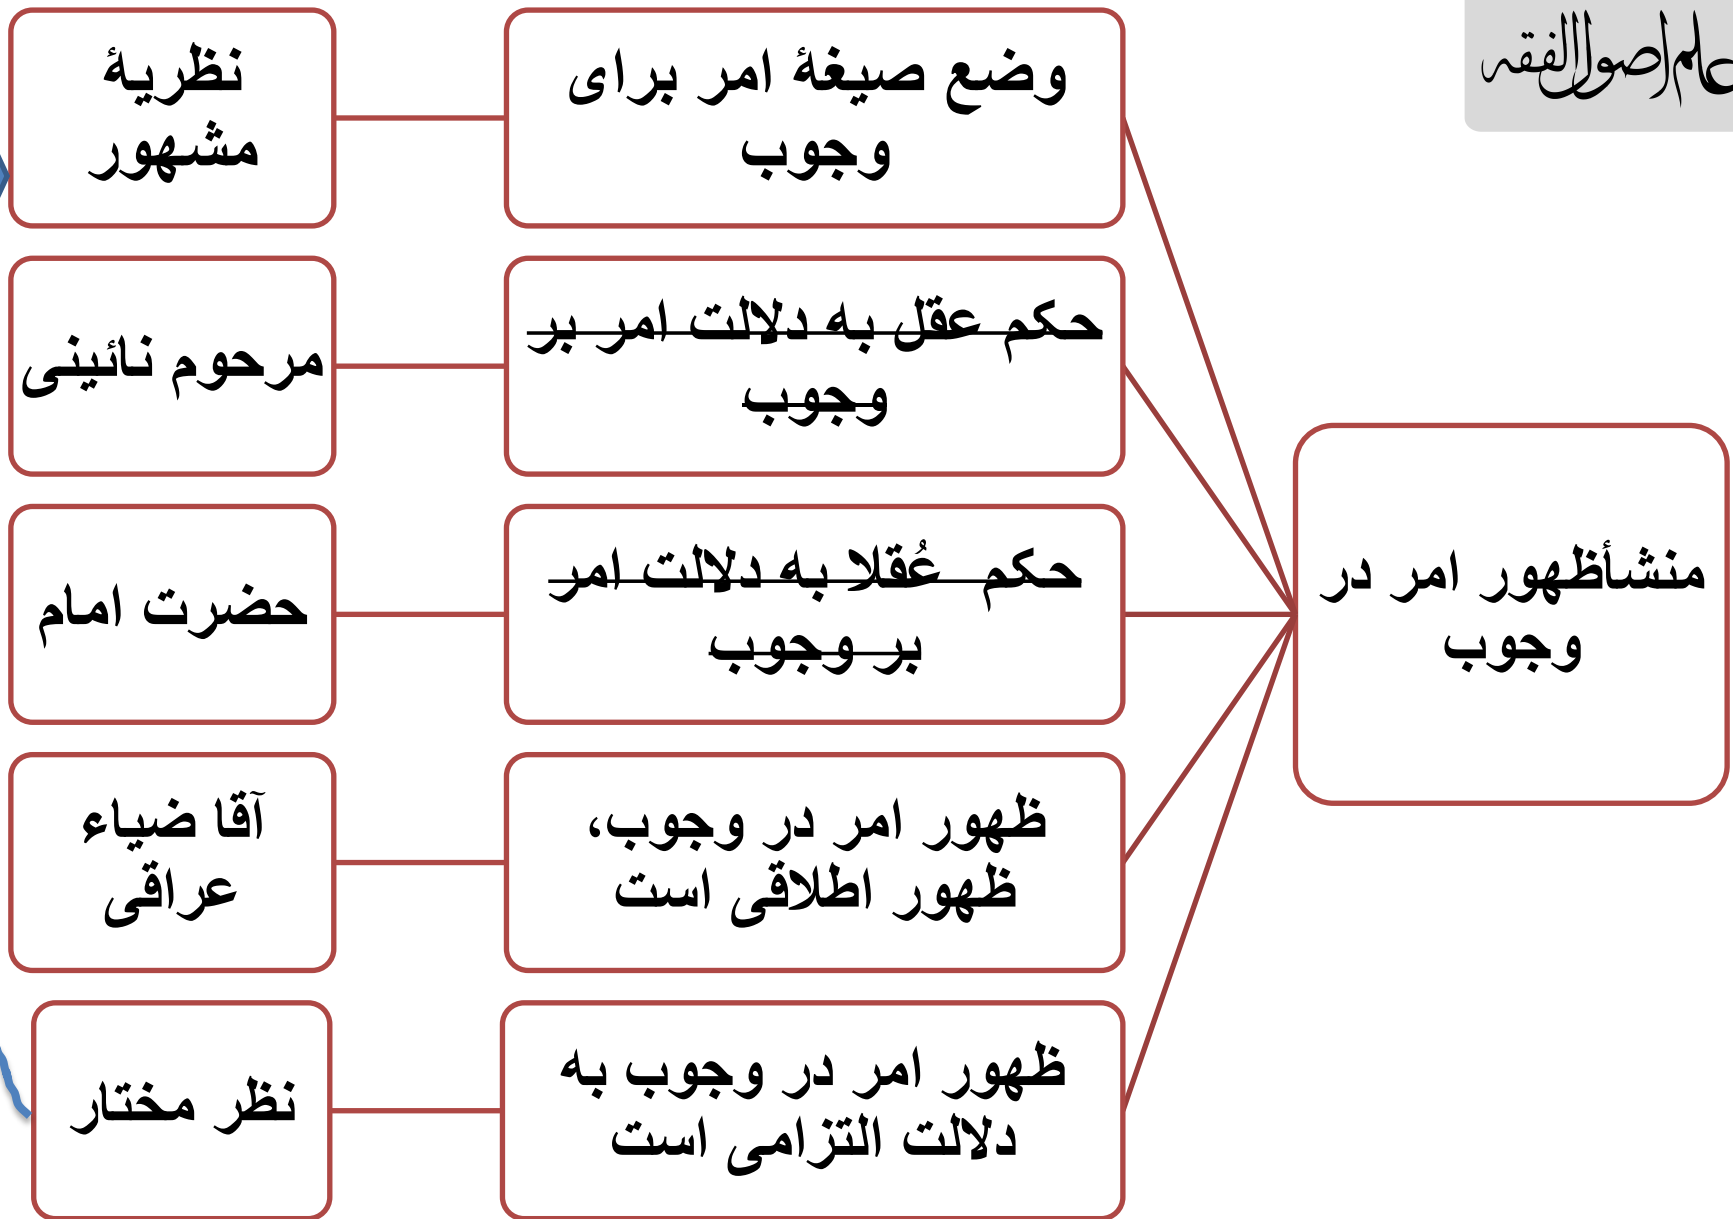 علم أصول الفقه
منشأظهور امر در
وجوب
وضع صیغهٔ امر برای
وجوب
نظریهٔ
مشهور
حکم عقل به دلالت امر بر
وجوب
مرحوم نائینی
حکم عُقلا به دلالت امر
بر وجوب
حضرت امام
ظهور امر در وجوب،
ظهور اطلاقی است
آقا ضیاء
عراقی
ظهور امر در وجوب به
دلالت التزامی است
نظر مختار